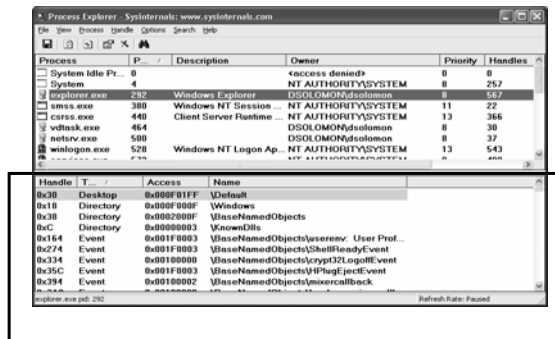 Process Explorer - Sysinternals: www.sysinternals.com
File View Process Handle Options Search Help
Process P... / Description Owner Priority Handles
System Idle Pr... 0 <access denied> 0 0
System 4 NT AUTHORITY\SYSTEM 8 257
explorer.exe 292 Windows Explorer DSOLOMON\dsolomon 8 567
smss.exe 380 Windows NT Session ... NT AUTHORITY\SYSTEM 11 22
csrss.exe 440 Client Server Runtime ... NT AUTHORITY\SYSTEM 13 366
vdtask.exe 464 DSOLOMON\dsolomon 8 30
netsrv.exe 500 DSOLOMON\dsolomon 8 37
winlogon.exe 528 Windows NT Logon Ap... NT AUTHORITY\SYSTEM 13 543
Handle T... / Access Name
0x30 Desktop 0x000F01FF \Default
0x18 Directory 0x000F000F \Windows
0x38 Directory 0x0002000F \BaseNamedObjects
0xC Directory 0x00000003 \KnownDlls
0x164 Event 0x001F0003 \BaseNamedObjects\userenv: User Prof...
0x274 Event 0x001F0003 \BaseNamedObjects\ShellReadyEvent
0x334 Event 0x00100000 \BaseNamedObjects\crypt32LogoffEvent
0x35C Event 0x001F0003 \BaseNamedObjects\HPlugEjectEvent
0x394 Event 0x00100002 \BaseNamedObjects\mixercallback
explorer.exe pid: 292 Refresh Rate: Paused